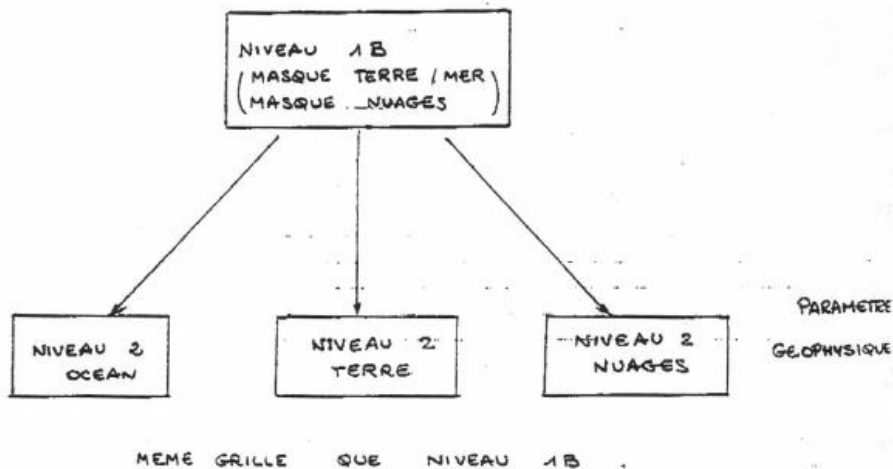 NIVEAU 1B
(MASQUE TERRE / MER
MASQUE NUAGES)
PARAMETRE
NIVEAU 2
OCEAN
NIVEAU 2
TERRE
NIVEAU 2
NUAGES
GEOPHYSIQUE
MEME GRILLE QUE NIVEAU 1B.